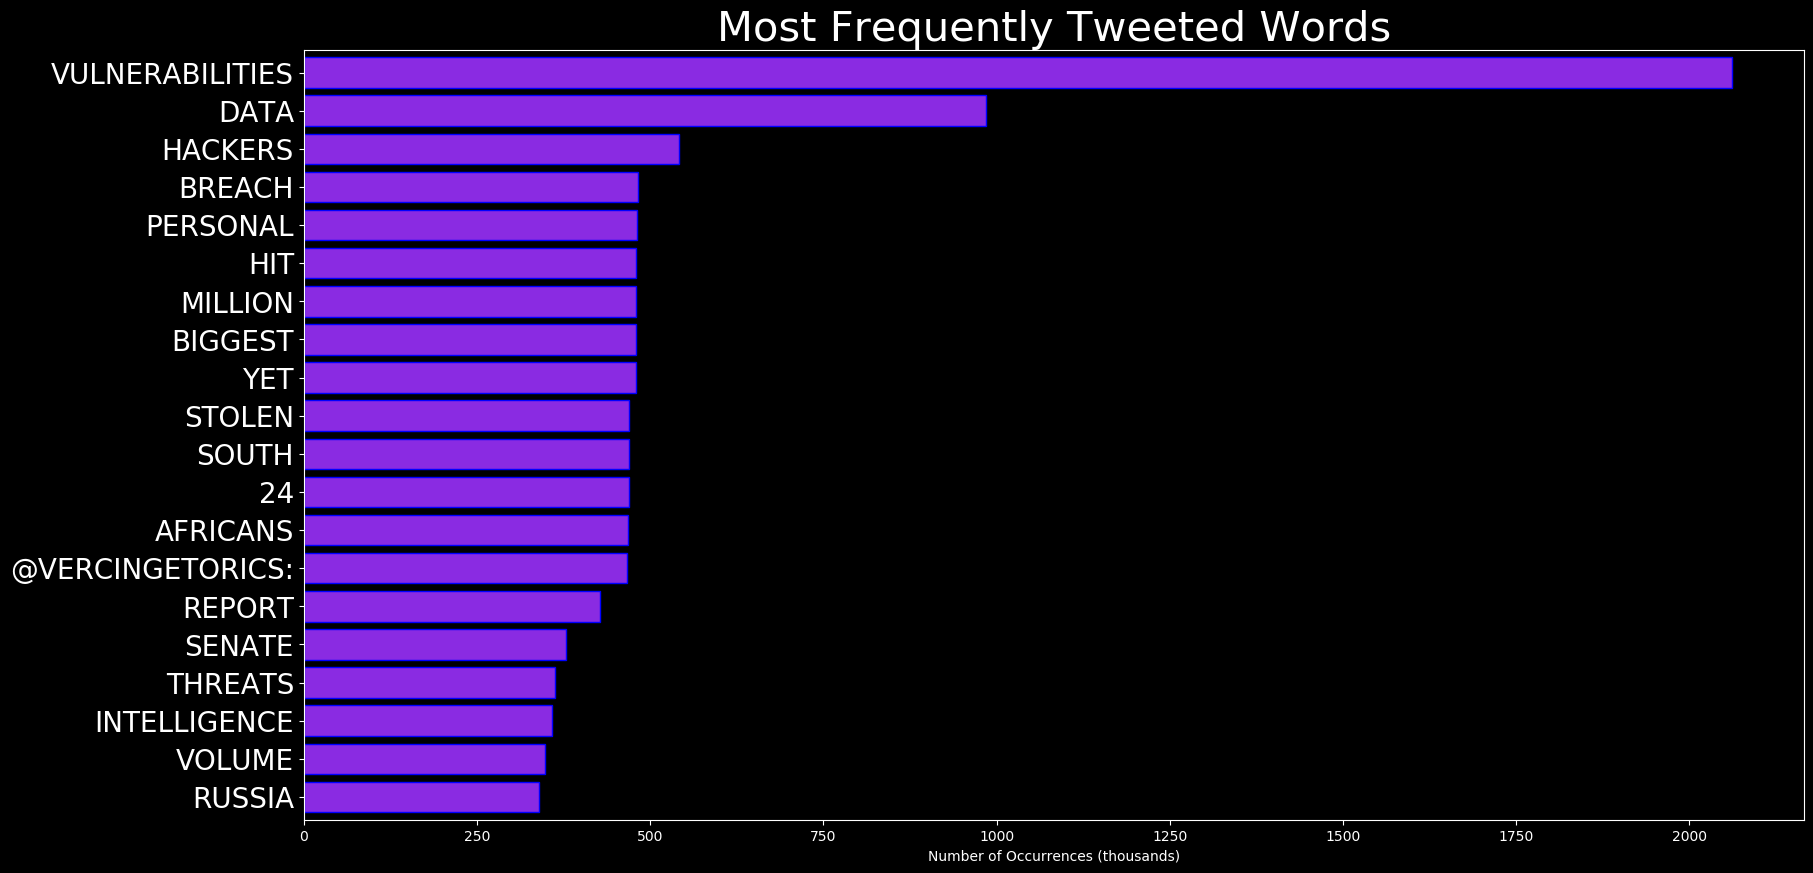 Most Frequently Tweeted Words
VULNERABILITIES
DATA
HACKERS
BREACH
PERSONAL
HIT
MILLION
BIGGEST
YET
STOLEN
SOUTH
24
AFRICANS
@VERCINGETORICS:
REPORT
SENATE
THREATS
INTELLIGENCE
VOLUME
RUSSIA
0 250 500 750 1000 1250 1500 1750 2000
Number of Occurrences (thousands)